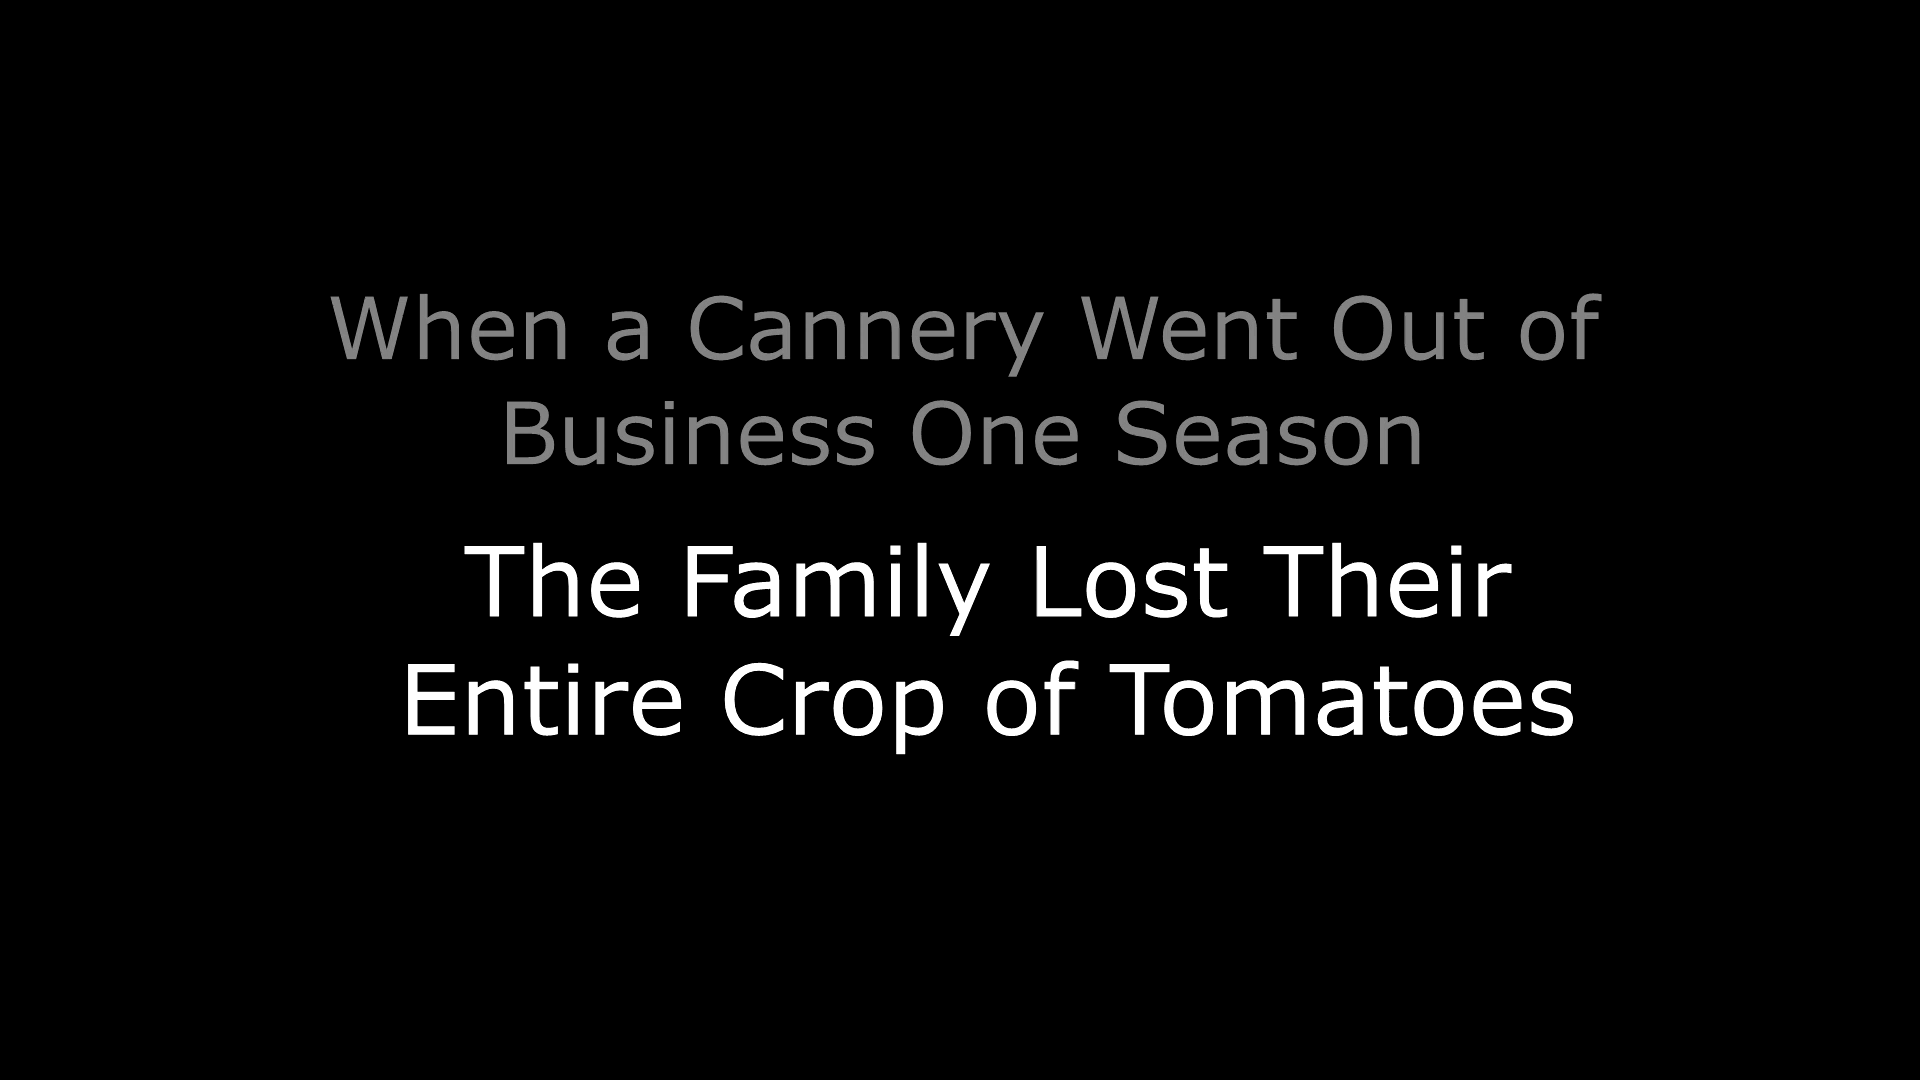 When a Cannery Went Out of
Business One Season
The Family Lost Their
Entire Crop of Tomatoes